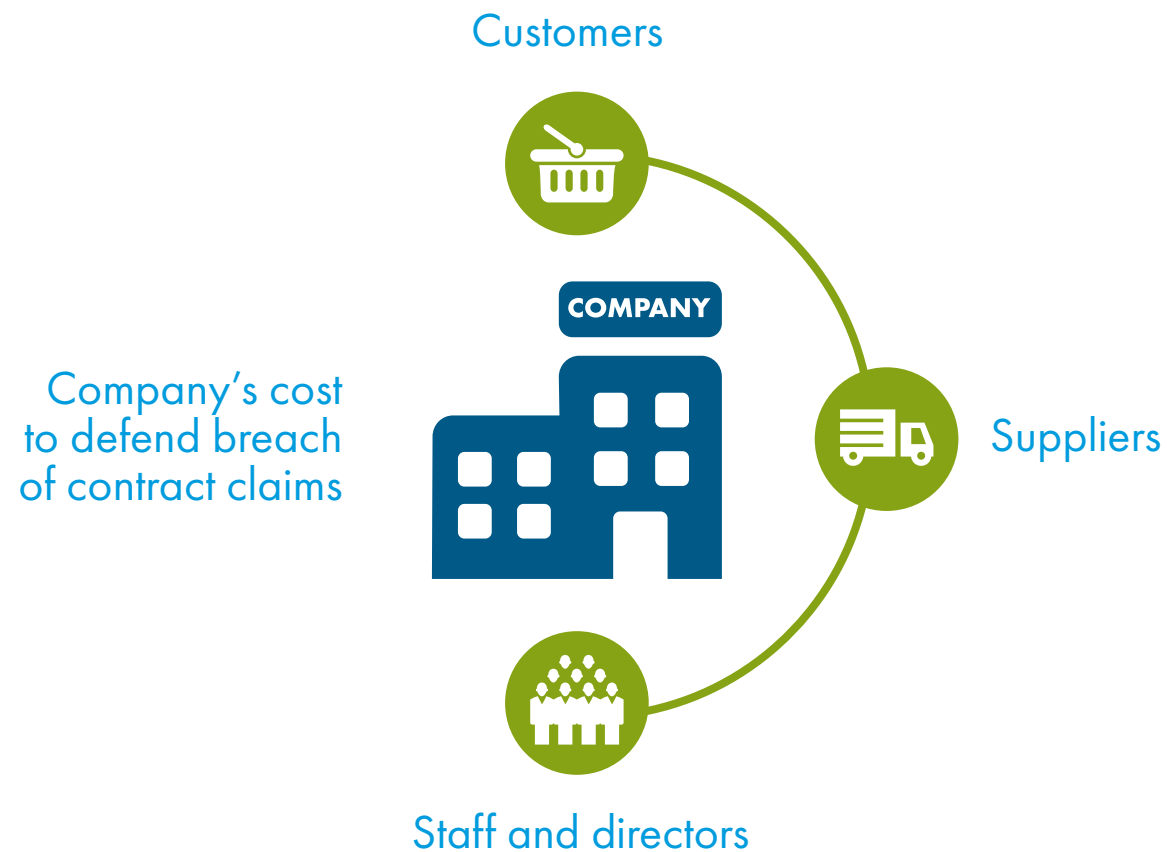 Customers
COMPANY
Company’s cost
to defend breach
of contract claims
Suppliers
Staff and directors